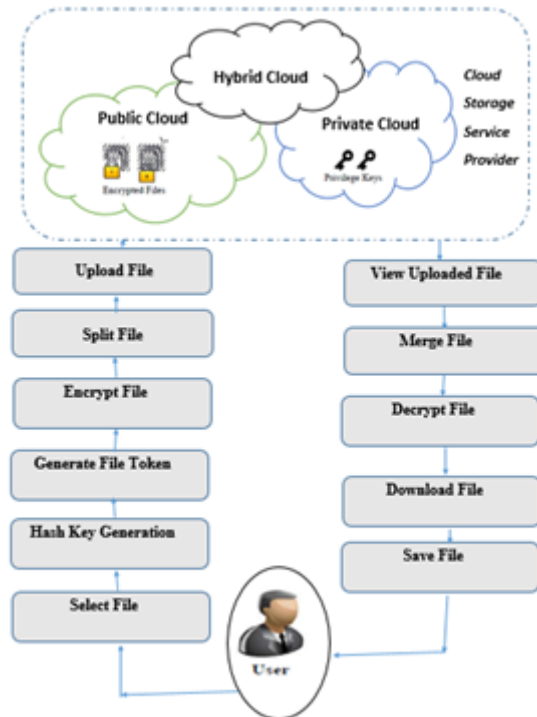 Hybrid Cloud
Public Cloud
Private Cloud
Cloud
Storage
Service
Provider
Encrypted Files
Privilege Keys
Upload File
Split File
Encrypt File
Generate File Token
Hash Key Generation
Select File
View Uploaded File
Merge File
Decrypt File
Download File
Save File
User